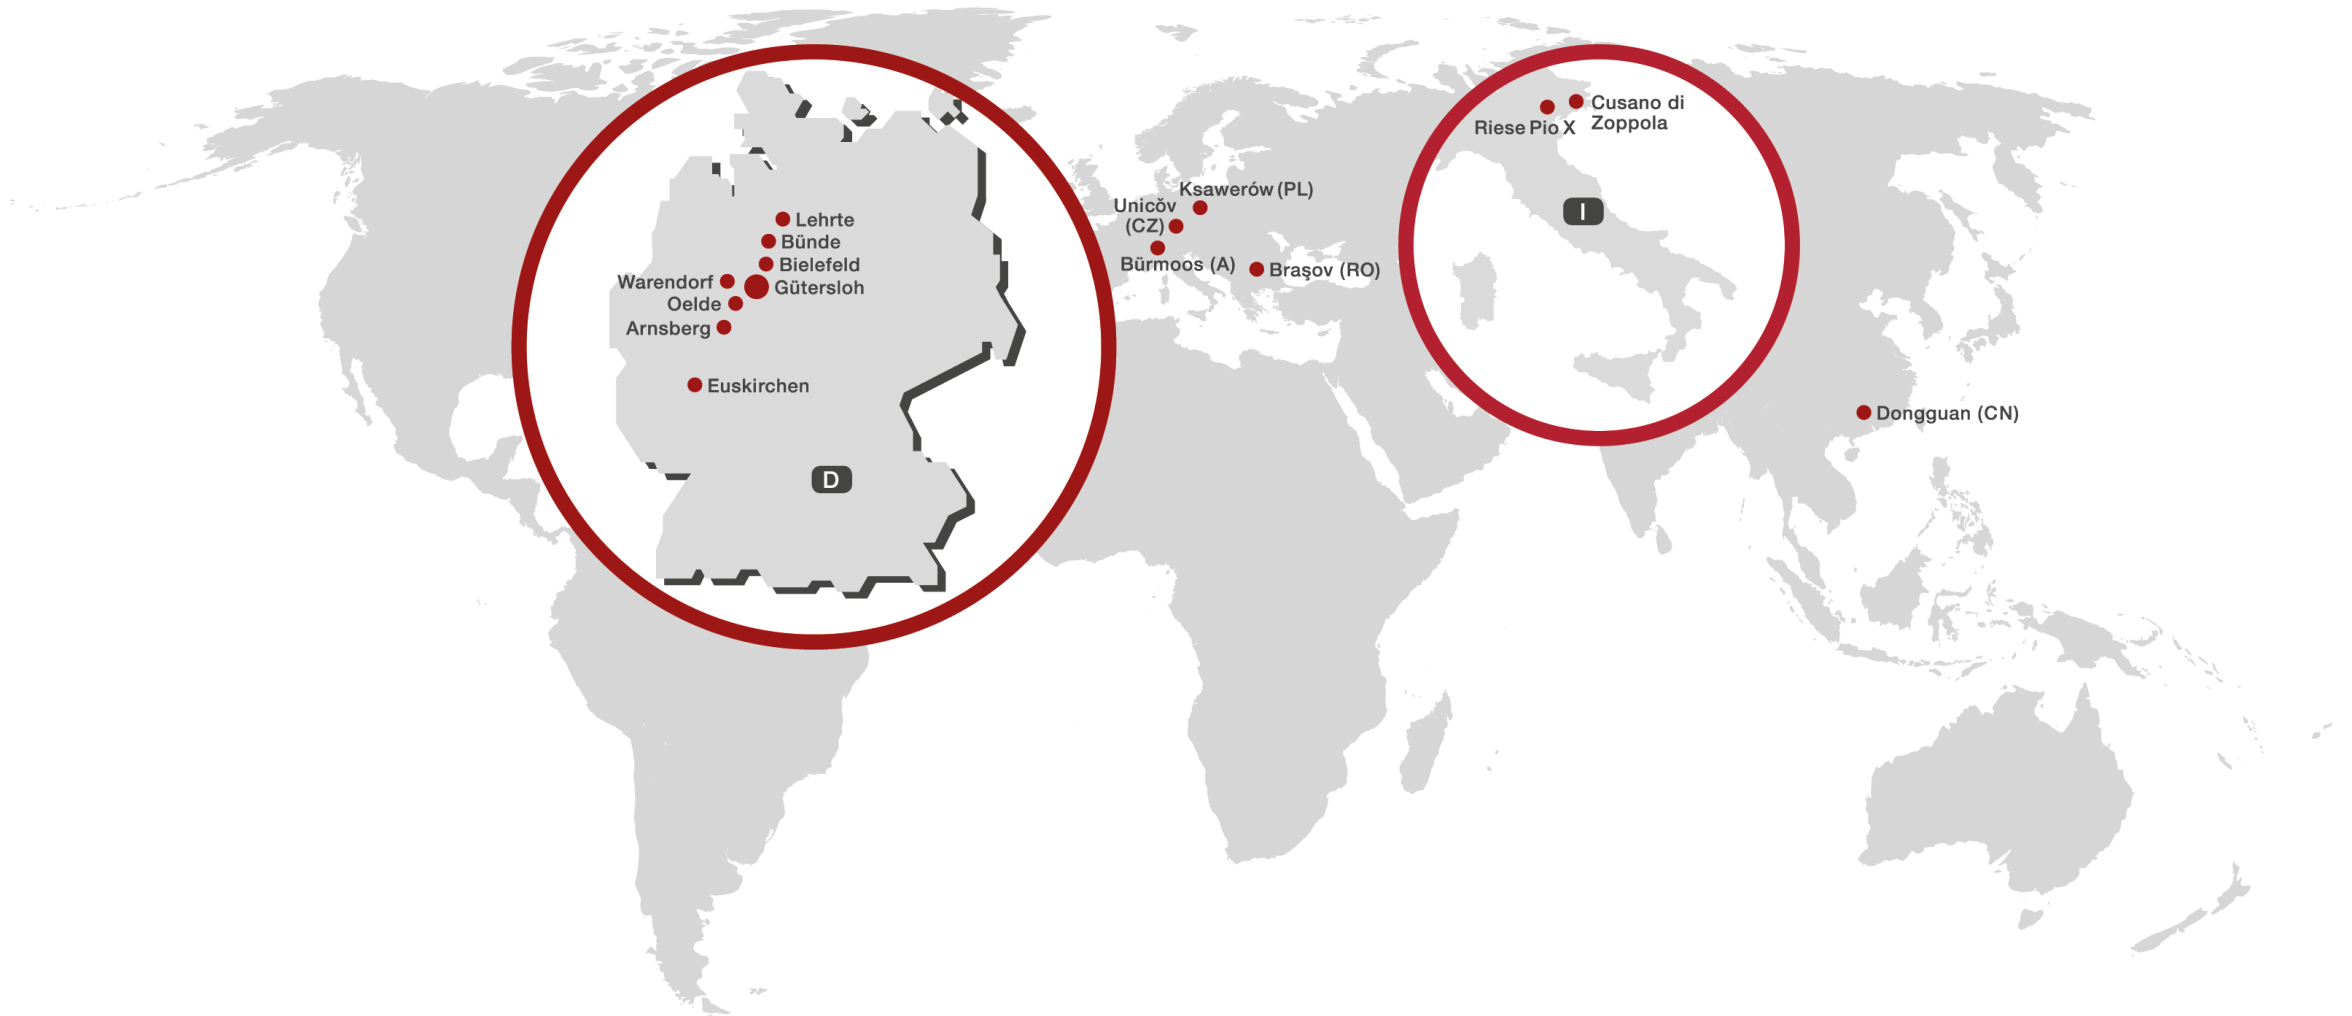 Lehrte
Bünde
Bielefeld
Warendorf
Gütersloh
Oelde
Arnsberg
Euskirchen
D
Ksawerów (PL)
Unicǒv
(CZ)
Bürmoos (A)
Braşov (RO)
Cusano di
Zoppola
Riese Pio X
I
Dongguan (CN)